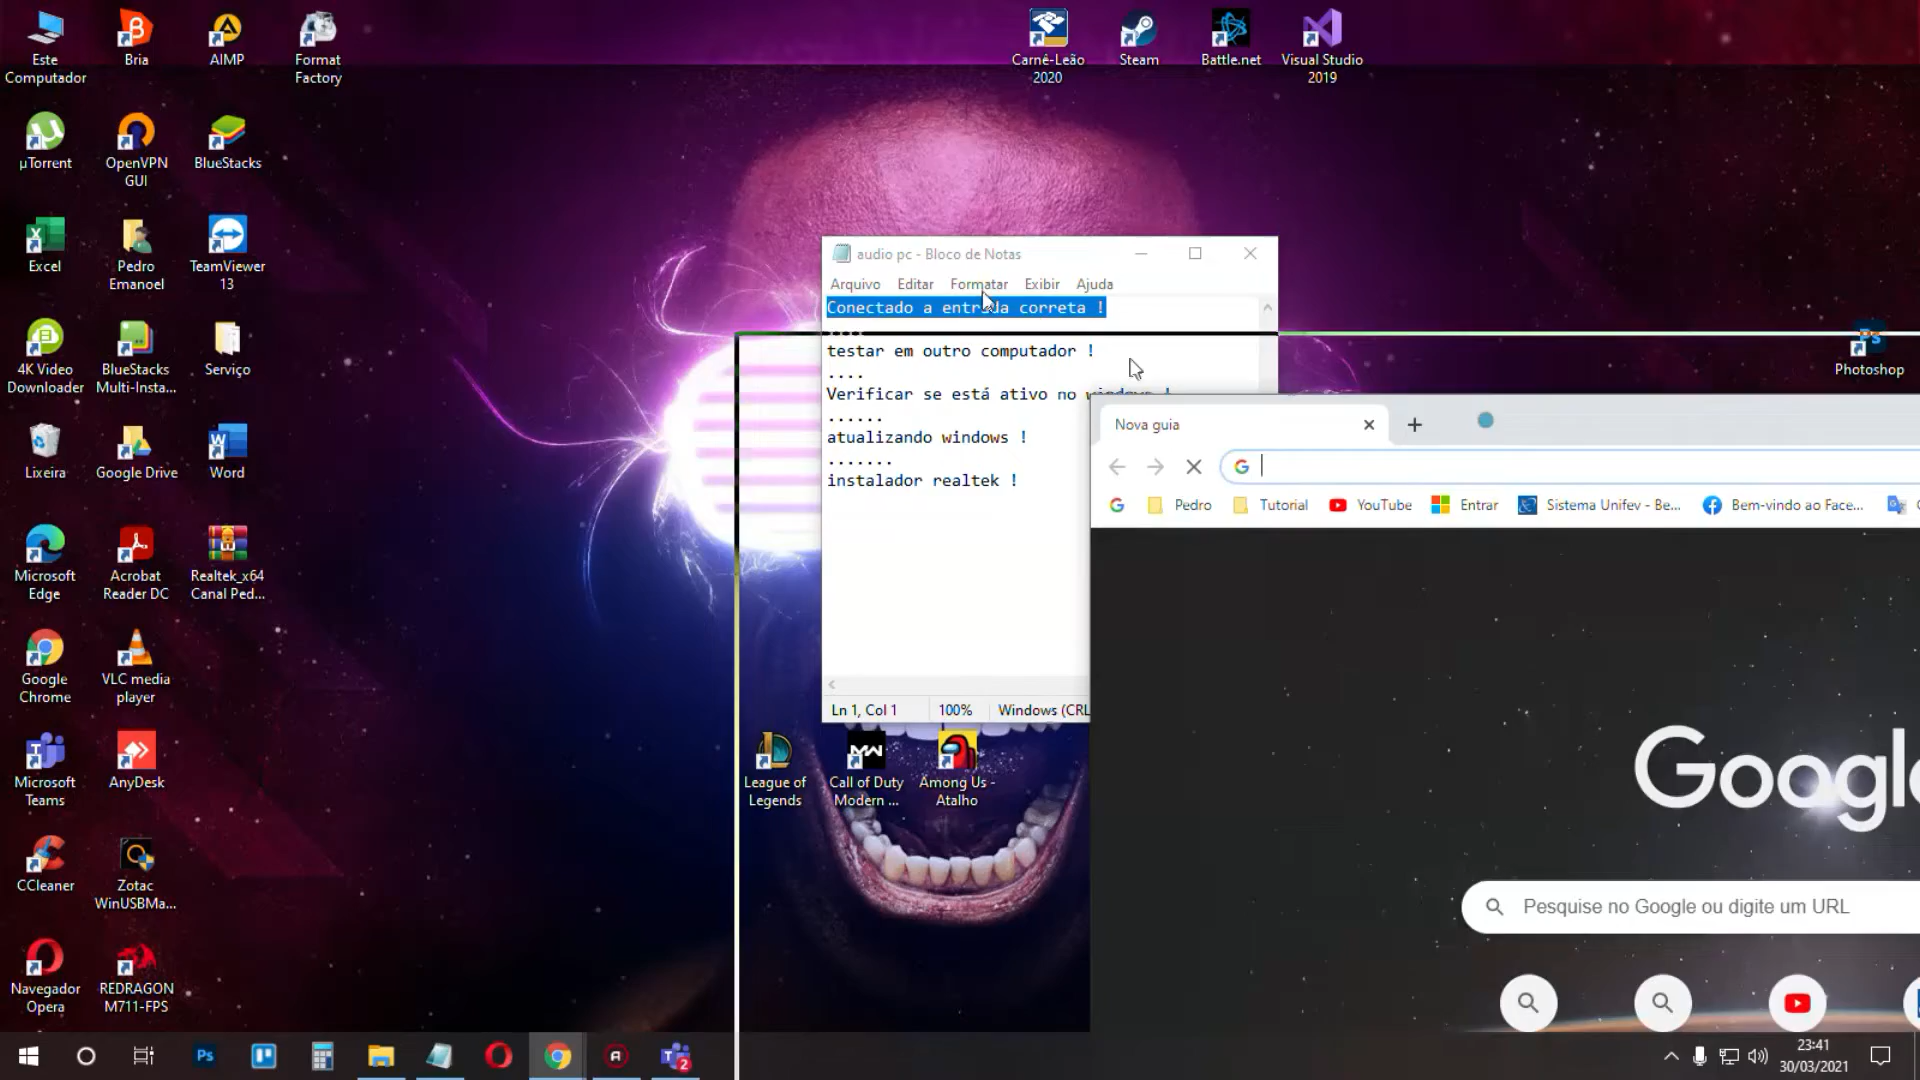 Este
Computador
Bria
AIMP
Format
Factory
Carnê-Leão
2020
Steam
Battle.net
Visual Studio
2019
µTorrent
OpenVPN
GUI
BlueStacks
Excel
Pedro
Emanoel
TeamViewer
13
4K Video
Downloader
BlueStacks
Multi-Insta...
Serviço
Lixeira
Google Drive
Word
Microsoft
Edge
Acrobat
Reader DC
Realtek_x64
Canal Ped...
Google
Chrome
VLC media
player
Microsoft
Teams
AnyDesk
CCleaner
Zotac
WinUSBMa...
Navegador
Opera
REDRAGON
M711-FPS
audio pc - Bloco de Notas
Arquivo Editar Formatar Exibir Ajuda
Conectado a entrada correta !
testar em outro computador !
....
Verificar se está ativo no windows !
......
atualizando windows !
.......
instalador realtek !
Ln 1, Col 1 100% Windows (CRL
League of
Legends
Call of Duty
Modern ...
Among Us -
Atalho
Photoshop
Nova guia
Pedro Tutorial YouTube Entrar Sistema Unifev - Be... Bem-vindo ao Face...
Google
Pesquise no Google ou digite um URL
23:41
30/03/2021